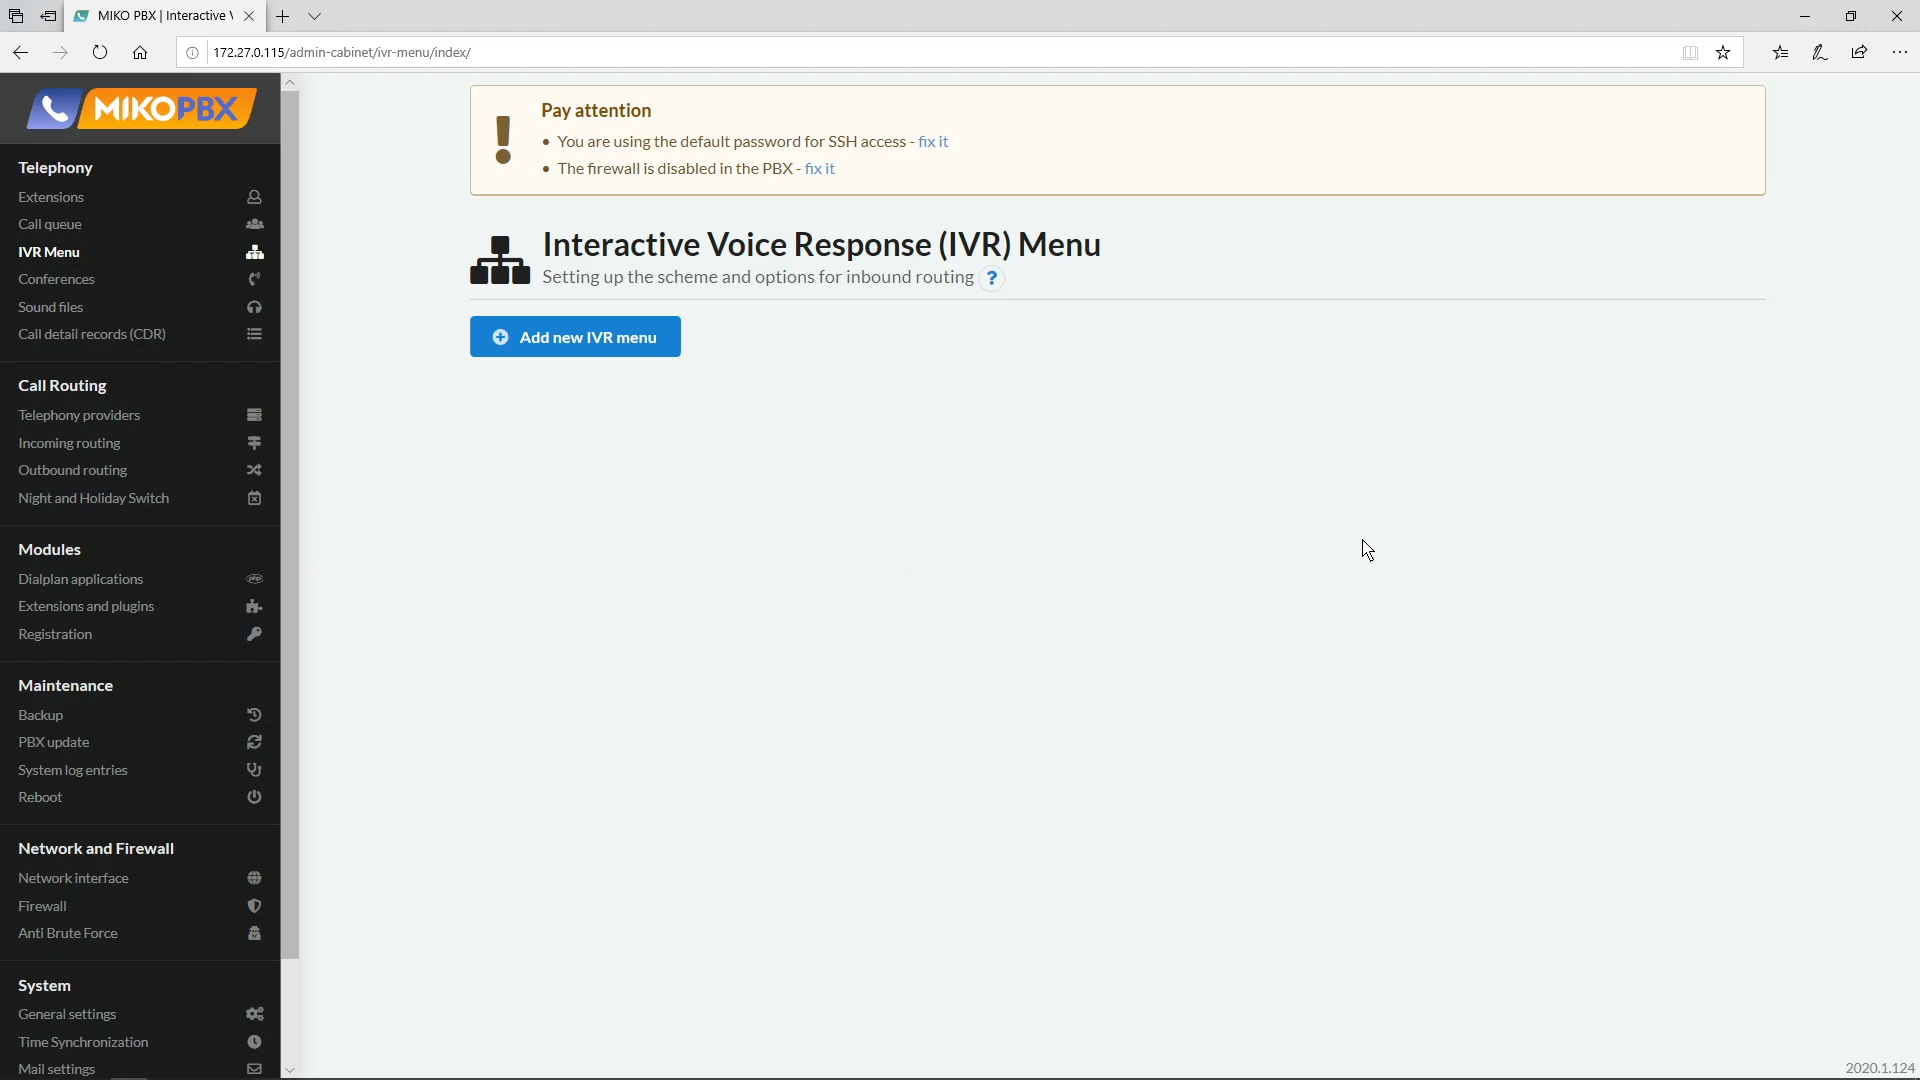 MIKO PBX | Interactive V
172.27.0.115/admin-cabinet/ivr-menu/index/
MIKOPBX
Telephony
Extensions
Call queue
IVR Menu
Conferences
Sound files
Call detail records (CDR)
Call Routing
Telephony providers
Incoming routing
Outbound routing
Night and Holiday Switch
Modules
Dialplan applications
Extensions and plugins
Registration
Maintenance
Backup
PBX update
System log entries
Reboot
Network and Firewall
Network interface
Firewall
Anti Brute Force
System
General settings
Time Synchronization
Mail settings
Pay attention
• You are using the default password for SSH access - fix it
• The firewall is disabled in the PBX - fix it
Interactive Voice Response (IVR) Menu
Setting up the scheme and options for inbound routing ?
Add new IVR menu
2020.1.124